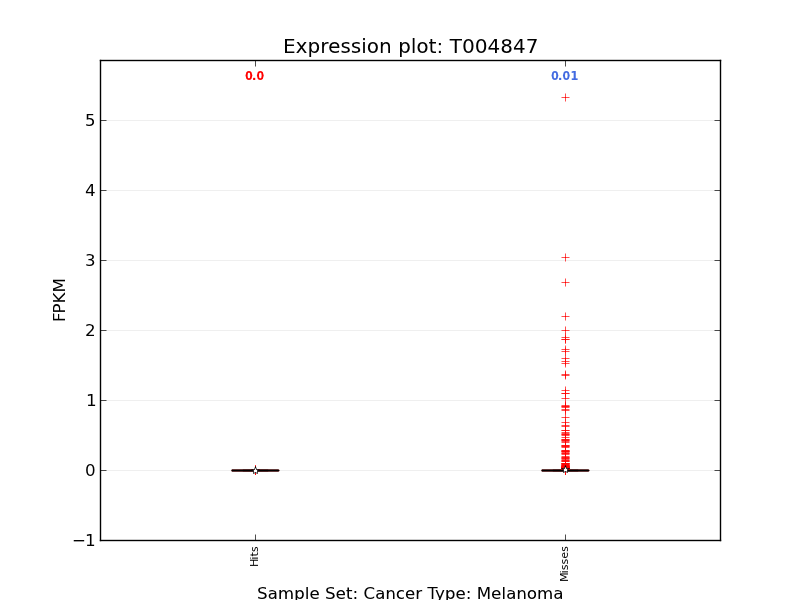 Expression plot: T004847
0.0
0.01
5
4
3
2
1
0
−1
FPKM
Hits
Misses
Sample Set: Cancer Type: Melanoma